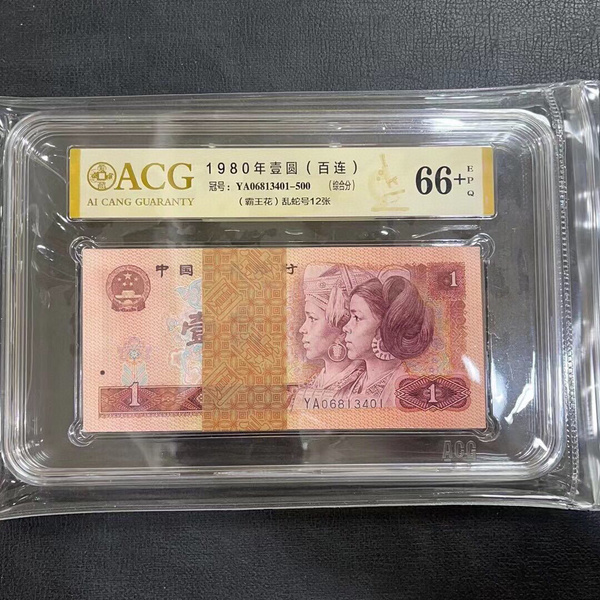 ACG
AI CANG GUARANTY
1980年壹圆（百连）
冠号：YA06813401-500 （综合分）
（霸王花）乱蛇号12张
66+
EPQ
中国
行
1
壹
1
YA06813401
1
ACG